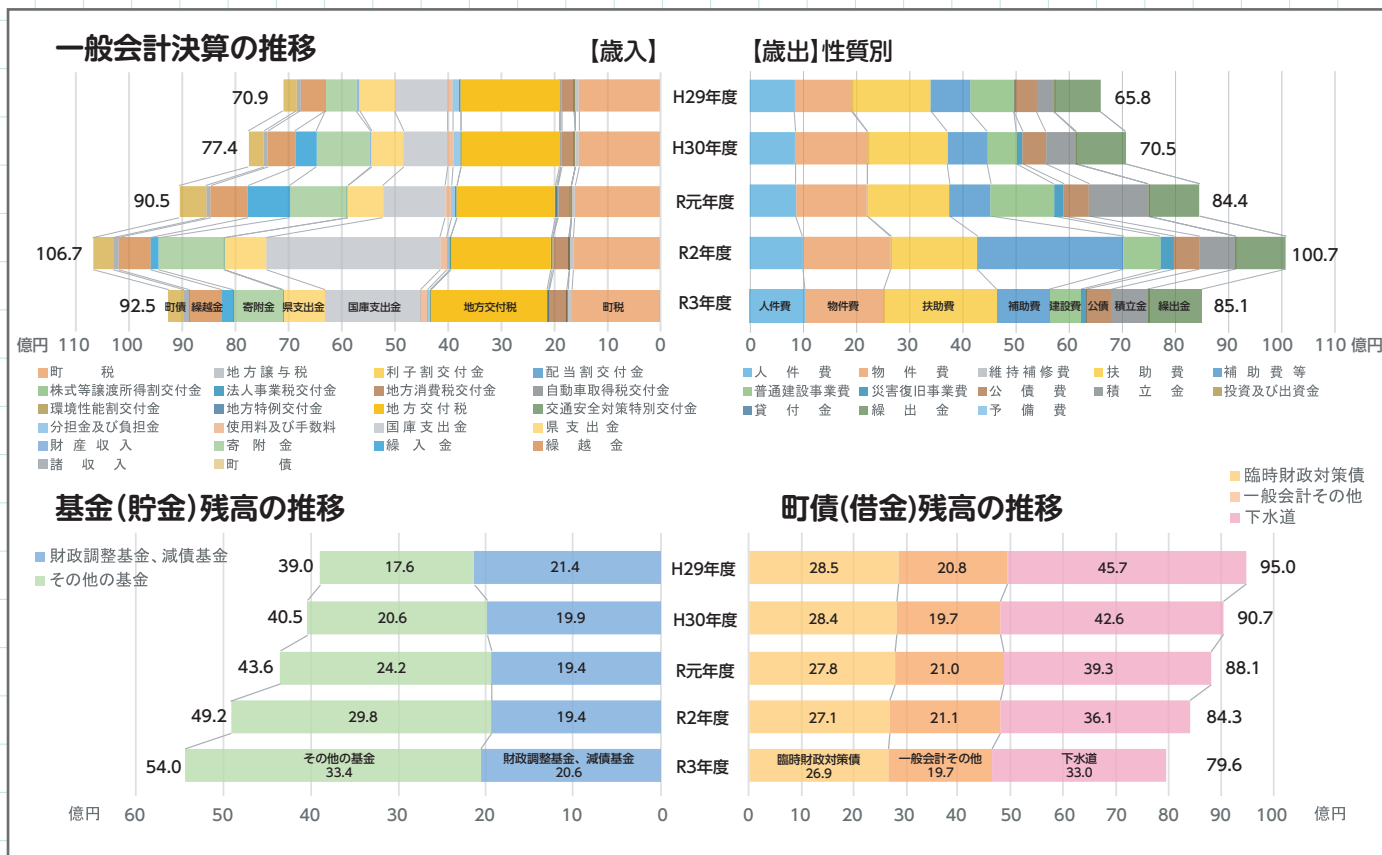 一般会計決算の推移
【歳入】
【歳出】性質別
70.9
H29年度
65.8
77.4
H30年度
70.5
90.5
R元年度
84.4
106.7
R2年度
100.7
92.5
町債 繰越金 寄附金 県支出金 国庫支出金 地方交付税 町税
R3年度
人件費 物件費 扶助費 補助費 建設費 公債 積立金 繰出金
85.1
億円 110 100 90 80 70 60 50 40 30 20 10 0
0 10 20 30 40 50 60 70 80 90 100 110 億円
町税 地方譲与税 利子割交付金 配当割交付金
株式等譲渡所得割交付金 法人事業税交付金 地方消費税交付金 自動車取得税交付金
環境性能割交付金 地方特例交付金 地方交付税 交通安全対策特別交付金
分担金及び負担金 使用料及び手数料 国庫支出金 県支出金
財産収入 寄附金 繰入金 繰越金
諸収入 町債
人件費 物件費 維持補修費 扶助費 補助費等
普通建設事業費 災害復旧事業費 公債費 積立金 投資及び出資金
貸付金 繰出金 予備費
基金(貯金)残高の推移
財政調整基金、減債基金
その他の基金
39.0 17.6 21.4
40.5 20.6 19.9
43.6 24.2 19.4
49.2 29.8 19.4
54.0
その他の基金
33.4
財政調整基金、減債基金
20.6
億円 60 50 40 30 20 10 0
町債(借金)残高の推移
臨時財政対策債
一般会計その他
下水道
H29年度 28.5 20.8 45.7 95.0
H30年度 28.4 19.7 42.6 90.7
R元年度 27.8 21.0 39.3 88.1
R2年度 27.1 21.1 36.1 84.3
R3年度
臨時財政対策債
26.9
一般会計その他
19.7
下水道
33.0
79.6
0 10 20 30 40 50 60 70 80 90 100 億円